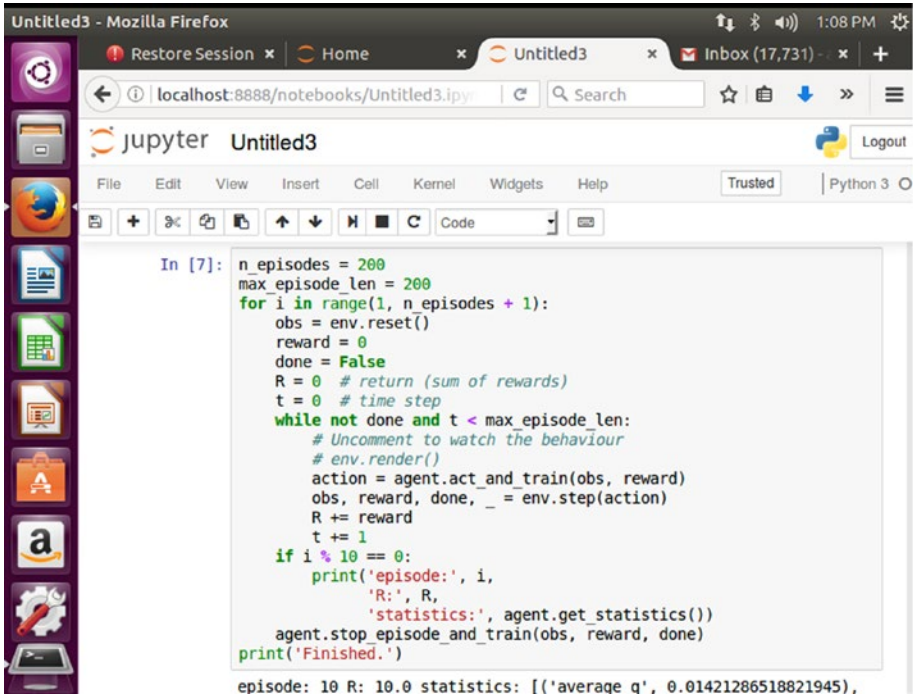 Untitled3 - Mozilla Firefox 1:08 PM
Restore Session × Home × Untitled3 × Inbox (17,731) - × +
localhost:8888/notebooks/Untitled3.ipyn Search
jupyter Untitled3 Logout
File Edit View Insert Cell Kernel Widgets Help Trusted Python 3
Code
In [7]: n_episodes = 200
max_episode_len = 200
for i in range(1, n_episodes + 1):
    obs = env.reset()
    reward = 0
    done = False
    R = 0  # return (sum of rewards)
    t = 0  # time step
    while not done and t < max_episode_len:
        # Uncomment to watch the behaviour
        # env.render()
        action = agent.act_and_train(obs, reward)
        obs, reward, done, _ = env.step(action)
        R += reward
        t += 1
    if i % 10 == 0:
        print('episode:', i,
              'R:', R,
              'statistics:', agent.get_statistics())
    agent.stop_episode_and_train(obs, reward, done)
print('Finished.')
episode: 10 R: 10.0 statistics: [('average_q', 0.01421286518821945),